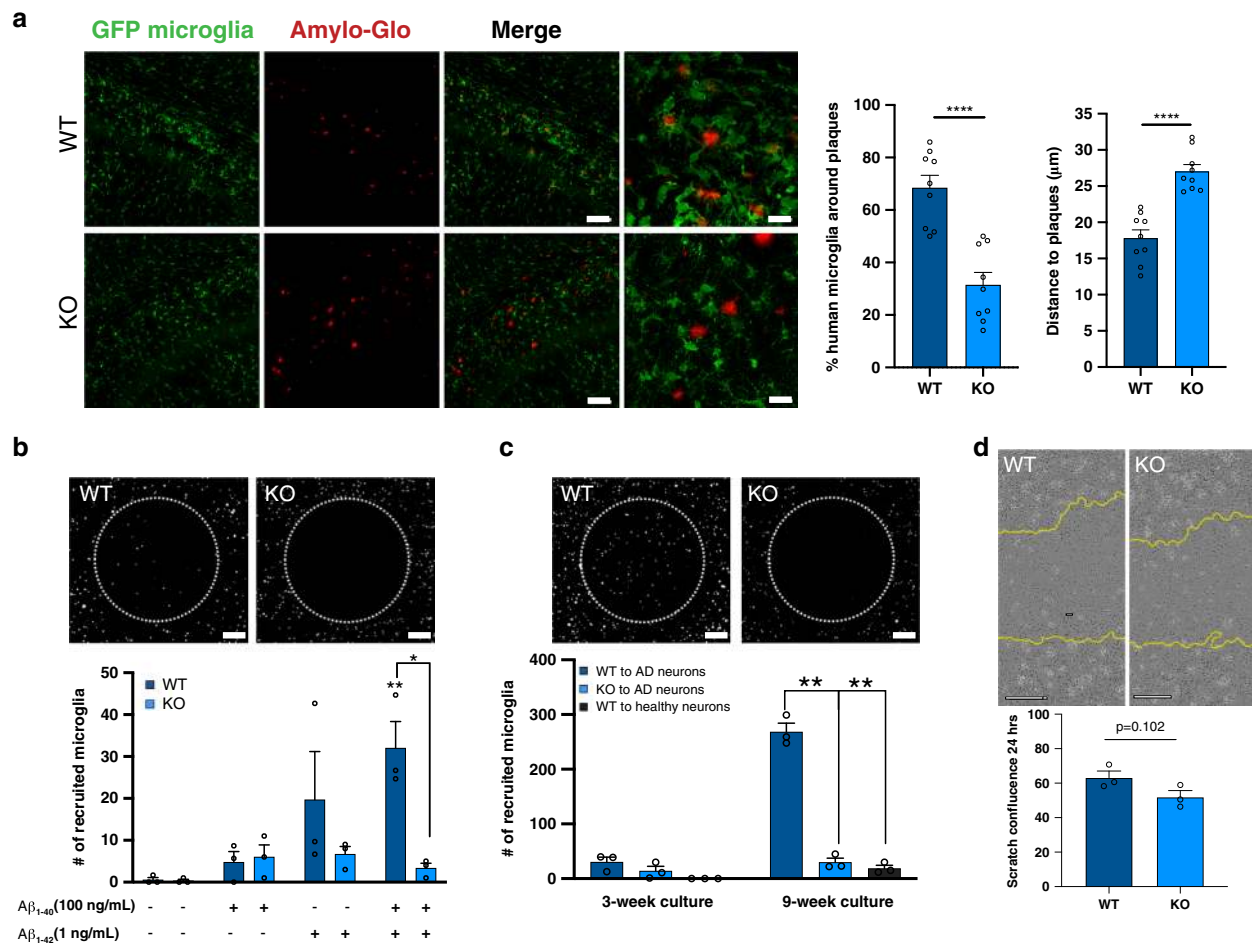 a
GFP microglia Amylo-Glo Merge
WT
KO
% human microglia around plaques
100
80
60
40
20
0
****
WT KO
Distance to plaques (μm)
35
30
25
20
15
10
5
0
****
WT KO
b
WT KO
# of recruited microglia
50
40
30
20
10
0
WT
KO
*
**
Aβ1-40(100 ng/mL) - - + + - - + +
Aβ1-42(1 ng/mL) - - - - + + + +
c
WT KO
# of recruited microglia
400
300
200
100
0
WT to AD neurons
KO to AD neurons
WT to healthy neurons
** **
3-week culture 9-week culture
d
WT KO
Scratch conflucence 24 hrs
100
80
60
40
20
0
p=0.102
WT KO